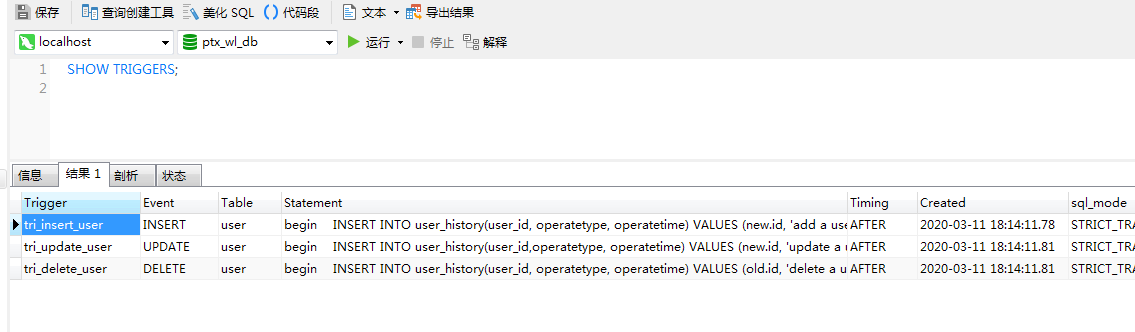 保存 查询创建工具 美化 SQL () 代码段 文本 导出结果
localhost ptx_wl_db 运行 停止 解释
1 SHOW TRIGGERS;
2
信息 结果 1 剖析 状态
Trigger Event Table Statement Timing Created sql_mode
tri_insert_user INSERT user begin INSERT INTO user_history(user_id, operatetype, operatetime) VALUES (new.id, 'add a use AFTER 2020-03-11 18:14:11.78 STRICT_TRA
tri_update_user UPDATE user begin INSERT INTO user_history(user_id,operatetype, operatetime) VALUES (new.id, 'update a u AFTER 2020-03-11 18:14:11.81 STRICT_TRA
tri_delete_user DELETE user begin INSERT INTO user_history(user_id, operatetype, operatetime) VALUES (old.id, 'delete a u AFTER 2020-03-11 18:14:11.81 STRICT_TRA